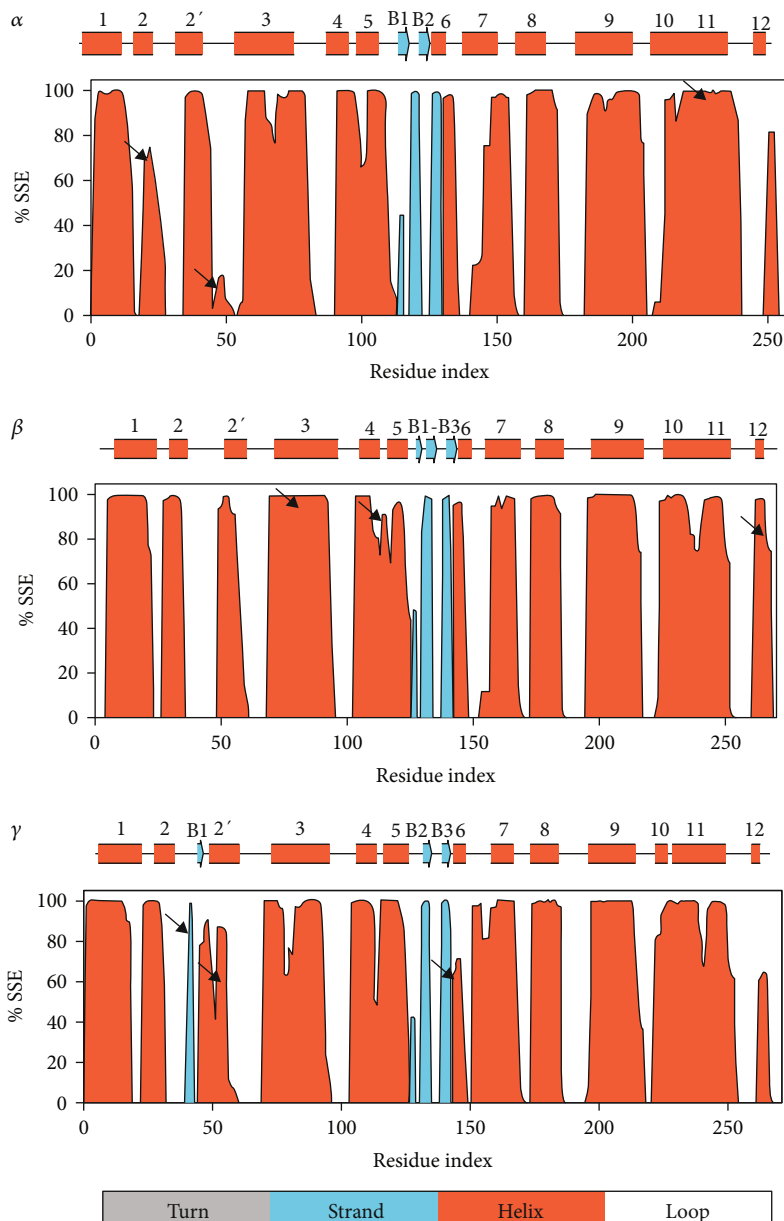 α
1 2 2´ 3 4 5 B1 B2 6 7 8 9 10 11 12
% SSE
100
80
60
40
20
0
0 50 100 150 200 250
Residue index
β
1 2 2´ 3 4 5 B1-B3 6 7 8 9 10 11 12
% SSE
100
80
60
40
20
0
0 50 100 150 200 250
Residue index
γ
1 2 B1 2´ 3 4 5 B2 B3 6 7 8 9 10 11 12
% SSE
100
80
60
40
20
0
0 50 100 150 200 250
Residue index
Turn Strand Helix Loop